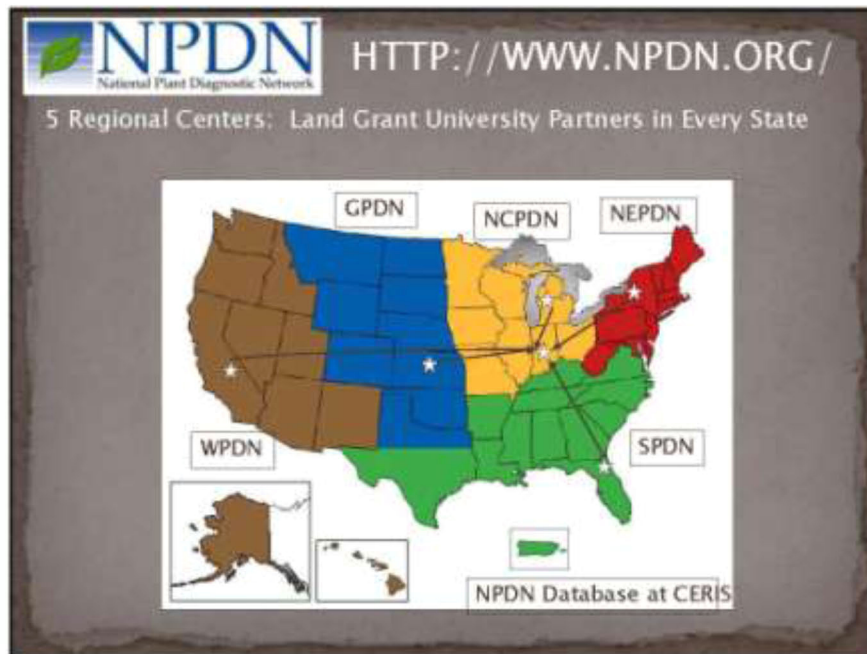 NPDN
National Plant Diagnostic Network
HTTP://WWW.NPDN.ORG/
5 Regional Centers: Land Grant University Partners in Every State
GPDN
NCPDN
NEPDN
WPDN
SPDN
NPDN Database at CERIS